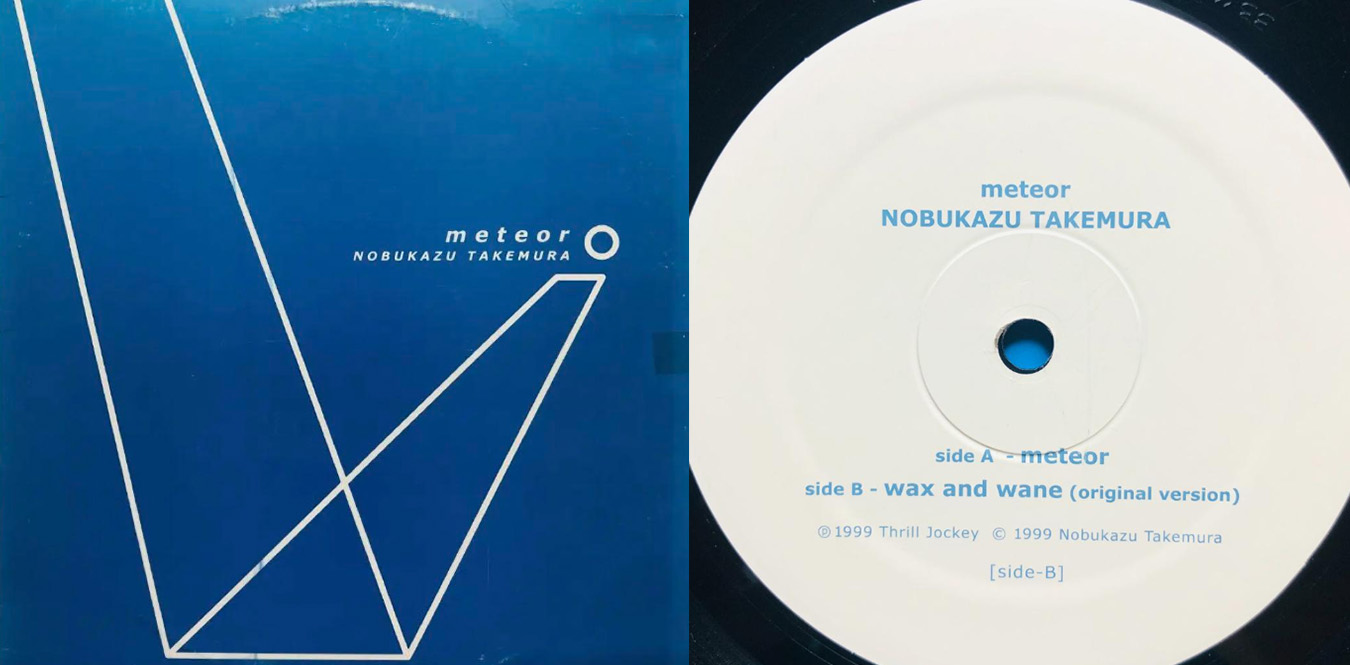 meteor
NOBUKAZU TAKEMURA
meteor
NOBUKAZU TAKEMURA
side A - meteor
side B - wax and wane (original version)
℗ 1999 Thrill Jockey © 1999 Nobukazu Takemura
[side-B]